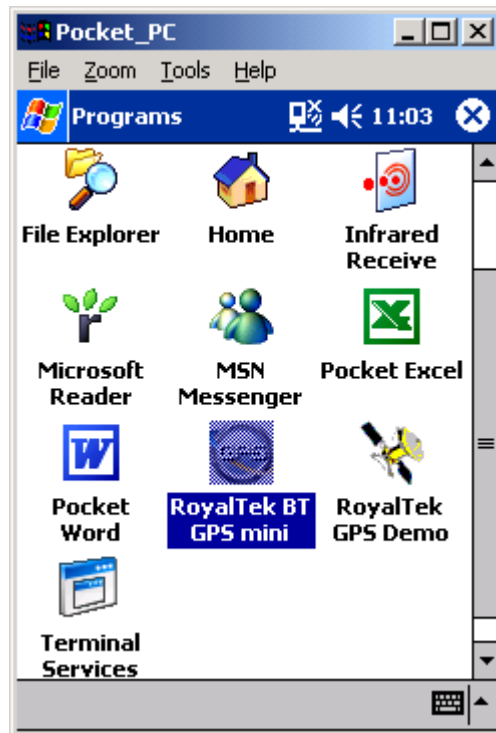 Pocket_PC
File Zoom Tools Help
Programs 11:03
File Explorer Home Infrared
Receive
Microsoft MSN Pocket Excel
Reader Messenger
W
GPS
Pocket RoyalTek BT RoyalTek
Word GPS mini GPS Demo
Terminal
Services